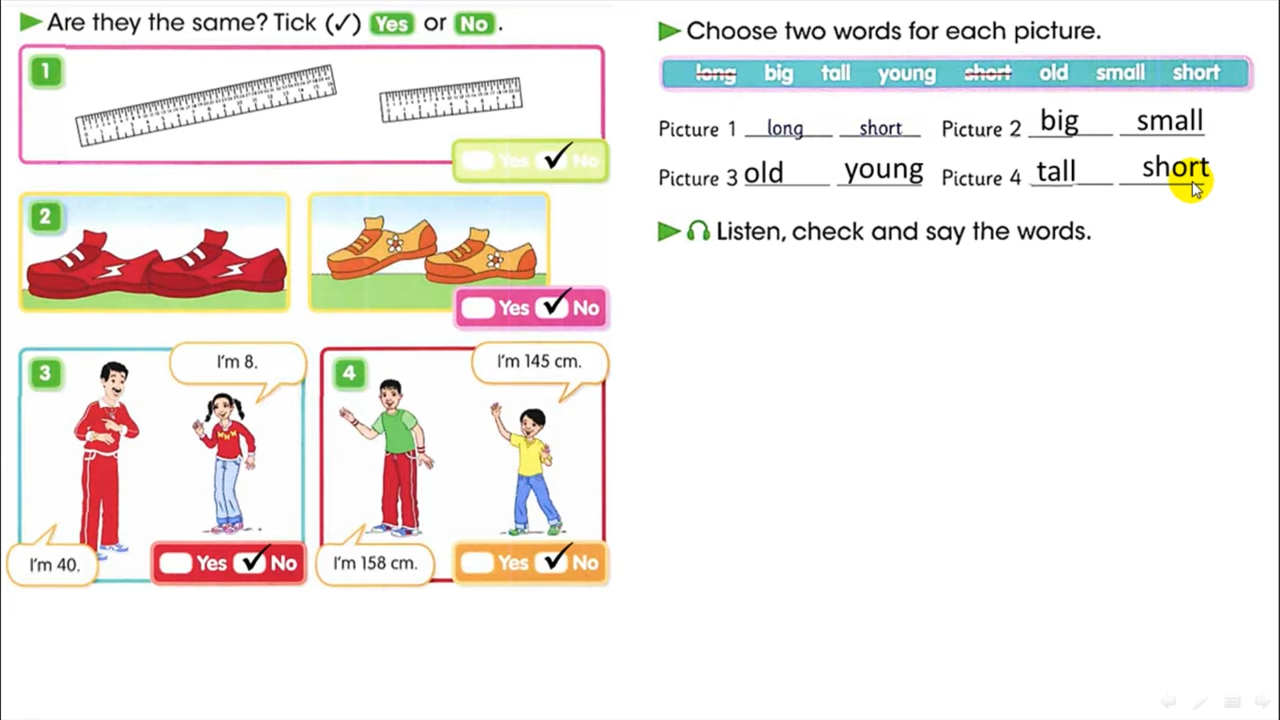 Are they the same? Tick (✓) Yes or No.
1
Yes ✓ No
2
Yes ✓ No
3
I'm 8.
I'm 40.
Yes ✓ No
4
I'm 145 cm.
I'm 158 cm.
Yes ✓ No
Choose two words for each picture.
long big tall young short old small short
Picture 1 long short Picture 2 big small
Picture 3 old young Picture 4 tall short
Listen, check and say the words.